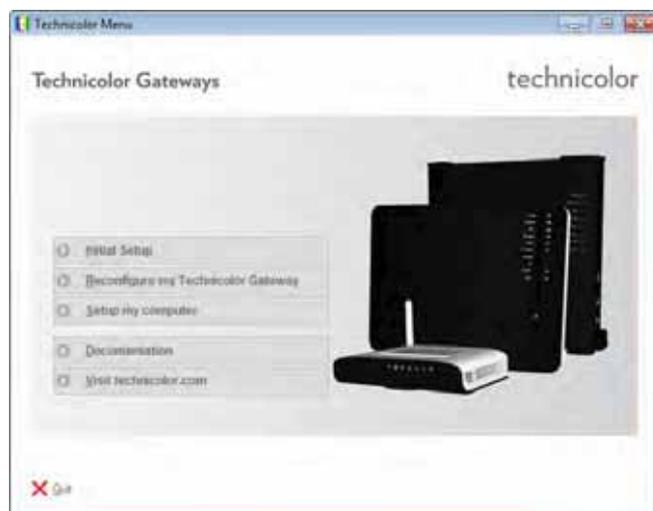 Technicolor Menu
Technicolor Gateways
technicolor
Initial Setup
Reconfigure my Technicolor Gateway
Setup my computer
Documentation
Visit technicolor.com
Quit